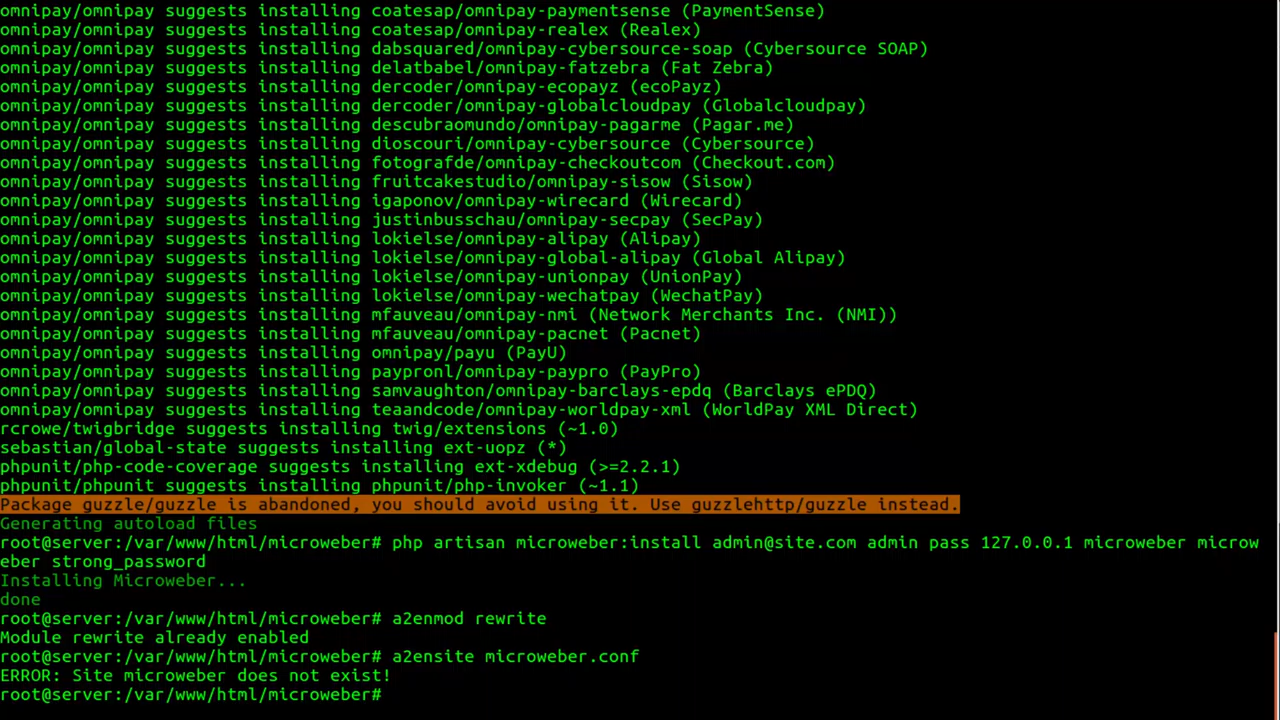 omnipay/omnipay suggests installing coatesap/omnipay-paymentsense (PaymentSense)
omnipay/omnipay suggests installing coatesap/omnipay-realex (Realex)
omnipay/omnipay suggests installing dabsquared/omnipay-cybersource-soap (Cybersource SOAP)
omnipay/omnipay suggests installing delatbabel/omnipay-fatzebra (Fat Zebra)
omnipay/omnipay suggests installing dercoder/omnipay-ecopayz (ecoPayz)
omnipay/omnipay suggests installing dercoder/omnipay-globalcloudpay (Globalcloudpay)
omnipay/omnipay suggests installing descubraomundo/omnipay-pagarme (Pagar.me)
omnipay/omnipay suggests installing dioscouri/omnipay-cybersource (Cybersource)
omnipay/omnipay suggests installing fotografde/omnipay-checkoutcom (Checkout.com)
omnipay/omnipay suggests installing fruitcakestudio/omnipay-sisow (Sisow)
omnipay/omnipay suggests installing igaponov/omnipay-wirecard (Wirecard)
omnipay/omnipay suggests installing justinbusschau/omnipay-secpay (SecPay)
omnipay/omnipay suggests installing lokielse/omnipay-alipay (Alipay)
omnipay/omnipay suggests installing lokielse/omnipay-global-alipay (Global Alipay)
omnipay/omnipay suggests installing lokielse/omnipay-unionpay (UnionPay)
omnipay/omnipay suggests installing lokielse/omnipay-wechatpay (WechatPay)
omnipay/omnipay suggests installing mfauveau/omnipay-nmi (Network Merchants Inc. (NMI))
omnipay/omnipay suggests installing mfauveau/omnipay-pacnet (Pacnet)
omnipay/omnipay suggests installing omnipay/payu (PayU)
omnipay/omnipay suggests installing paypronl/omnipay-paypro (PayPro)
omnipay/omnipay suggests installing samvaughton/omnipay-barclays-epdq (Barclays ePDQ)
omnipay/omnipay suggests installing teaandcode/omnipay-worldpay-xml (WorldPay XML Direct)
rcrowe/twigbridge suggests installing twig/extensions (~1.0)
sebastian/global-state suggests installing ext-uopz (*)
phpunit/php-code-coverage suggests installing ext-xdebug (>=2.2.1)
phpunit/phpunit suggests installing phpunit/php-invoker (~1.1)
Package guzzle/guzzle is abandoned, you should avoid using it. Use guzzlehttp/guzzle instead.
Generating autoload files
root@server:/var/www/html/microweber# php artisan microweber:install admin@site.com admin pass 127.0.0.1 microweber microw
eber strong_password
Installing Microweber...
done
root@server:/var/www/html/microweber# a2enmod rewrite
Module rewrite already enabled
root@server:/var/www/html/microweber# a2ensite microweber.conf
ERROR: Site microweber does not exist!
root@server:/var/www/html/microweber#